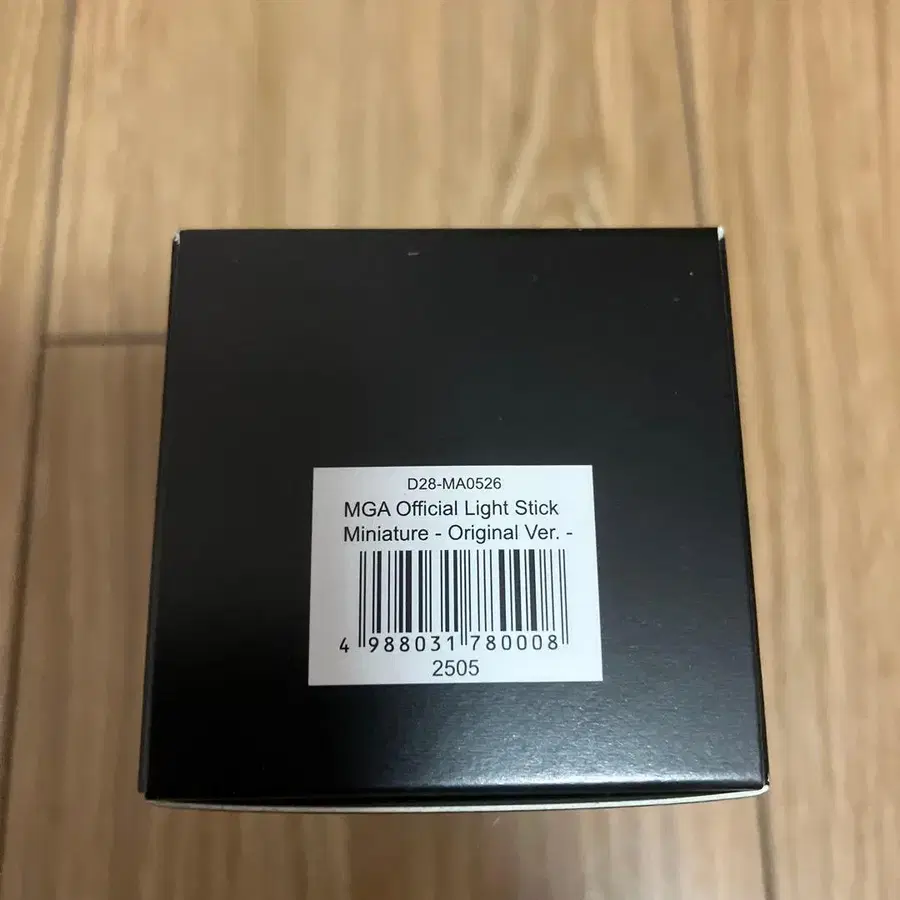 D28-MA0526
MGA Official Light Stick
Miniature - Original Ver. -
4 988031 780008
2505